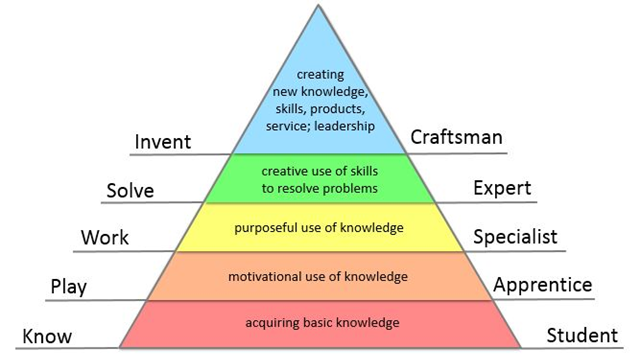 creating
new knowledge,
skills, products,
service; leadership
Invent
Craftsman
creative use of skills
to resolve problems
Solve
Expert
purposeful use of knowledge
Work
Specialist
motivational use of knowledge
Play
Apprentice
acquiring basic knowledge
Know
Student